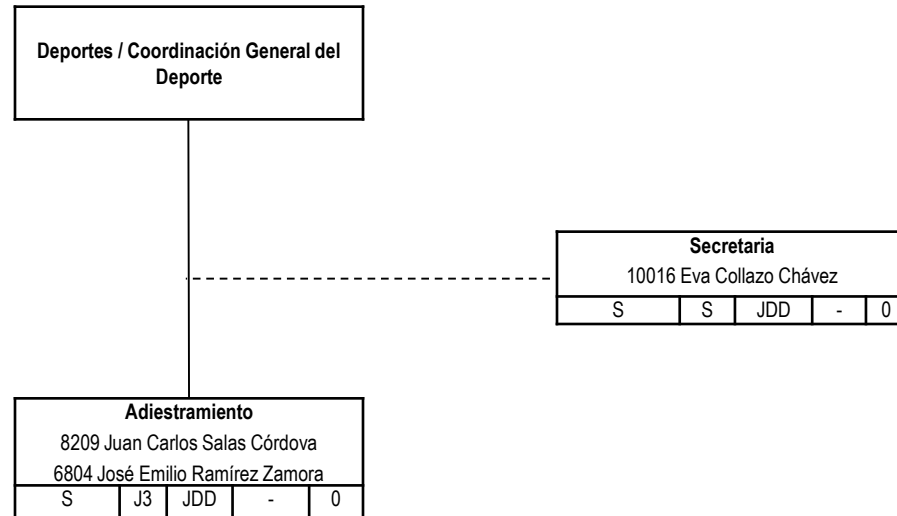 Deportes / Coordinación General del
Deporte
Secretaria
10016 Eva Collazo Chávez
S S JDD - 0
Adiestramiento
8209 Juan Carlos Salas Córdova
6804 José Emilio Ramírez Zamora
S J3 JDD - 0